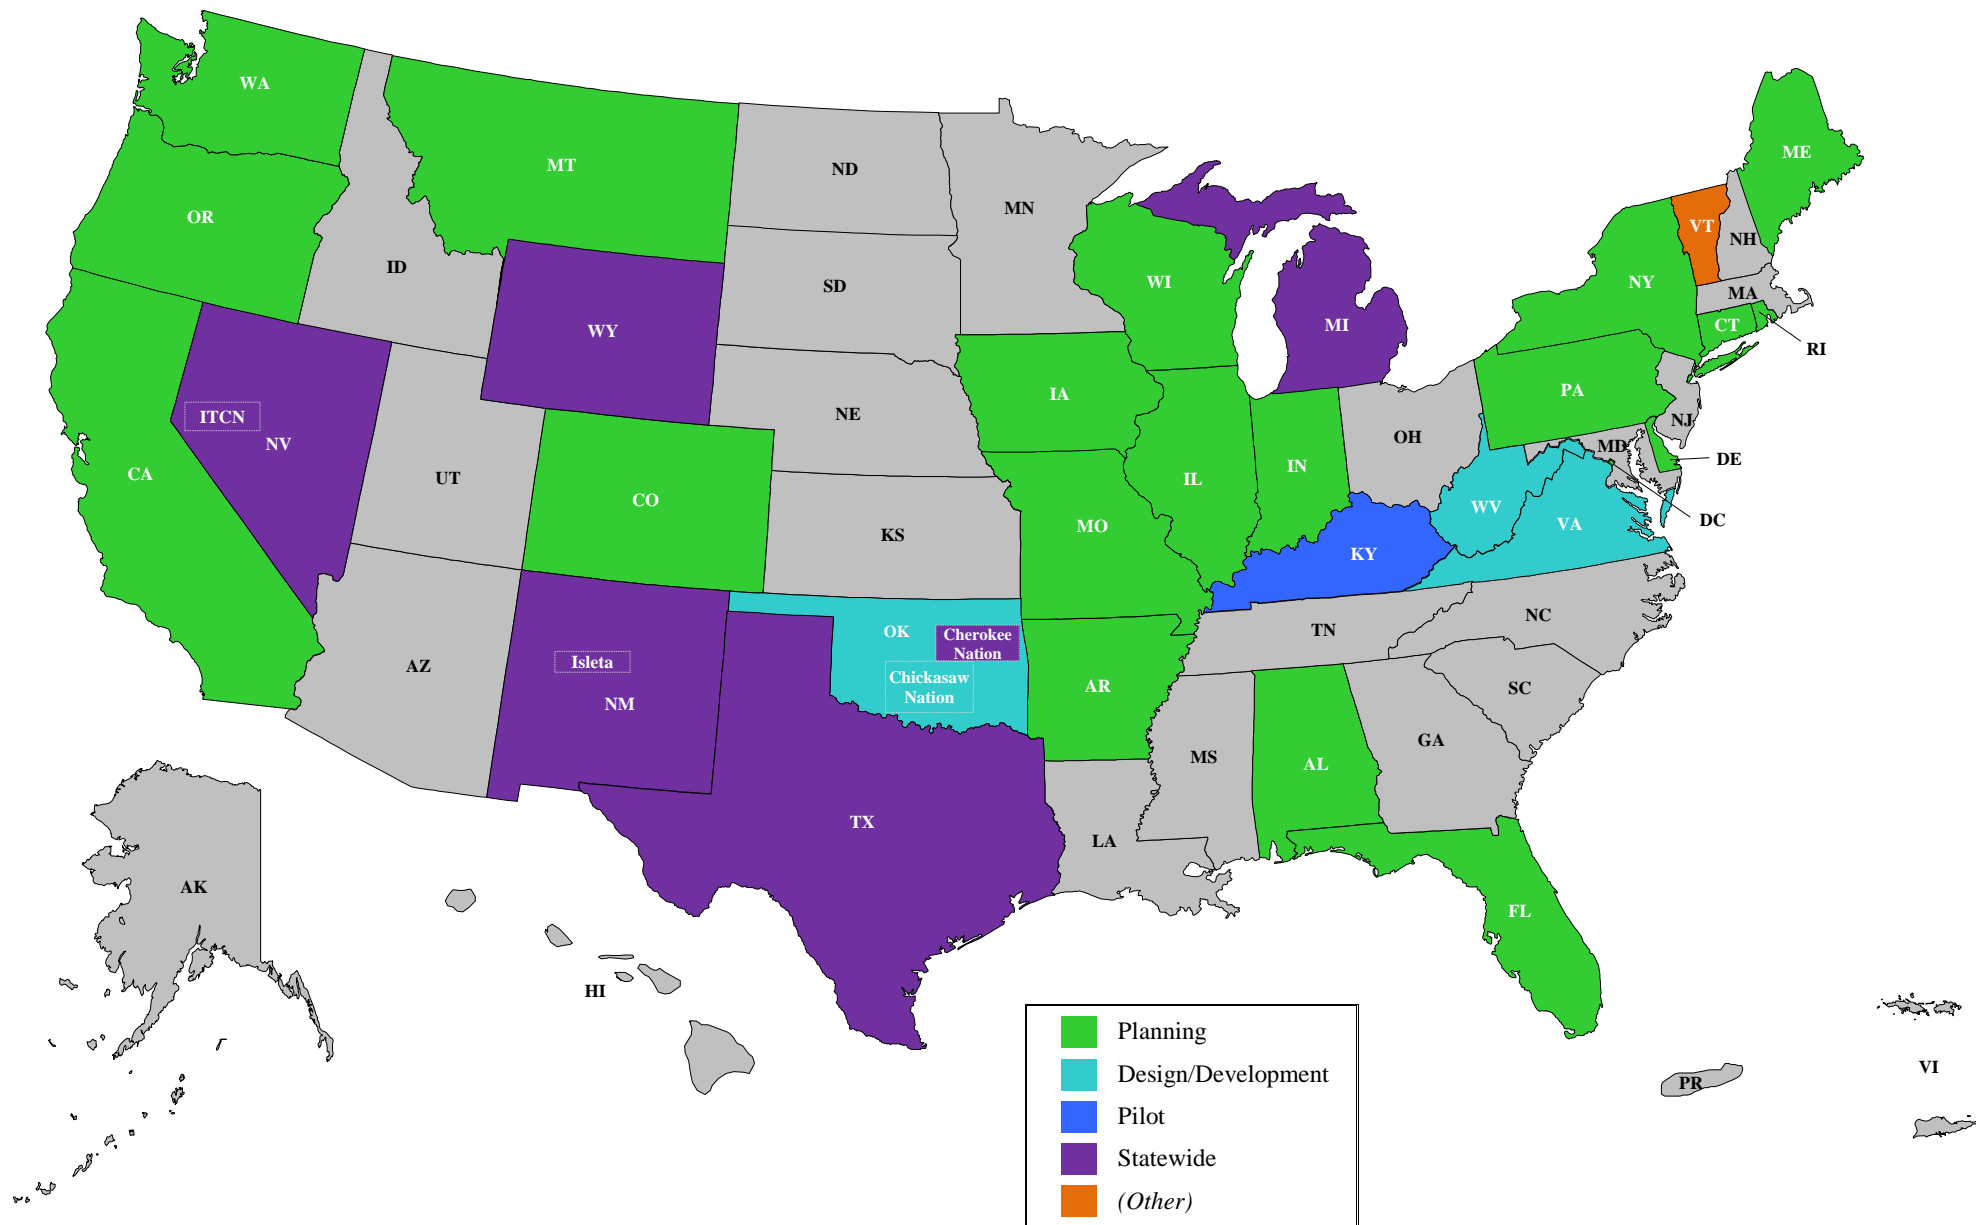 WA
MT
ND
MN
ME
OR
ID
SD
WI
NY
VT
NH
MA
WY
MI
CT
RI
ITCN
NV
IA
NE
PA
NJ
OH
MD
DE
CA
UT
CO
IL
IN
WV
VA
DC
MO
KS
KY
OK
Cherokee
Nation
TN
NC
AZ
Isleta
NM
Chickasaw
Nation
AR
SC
MS
AL
GA
TX
LA
FL
AK
HI
VI
PR
Planning
Design/Development
Pilot
Statewide
(Other)